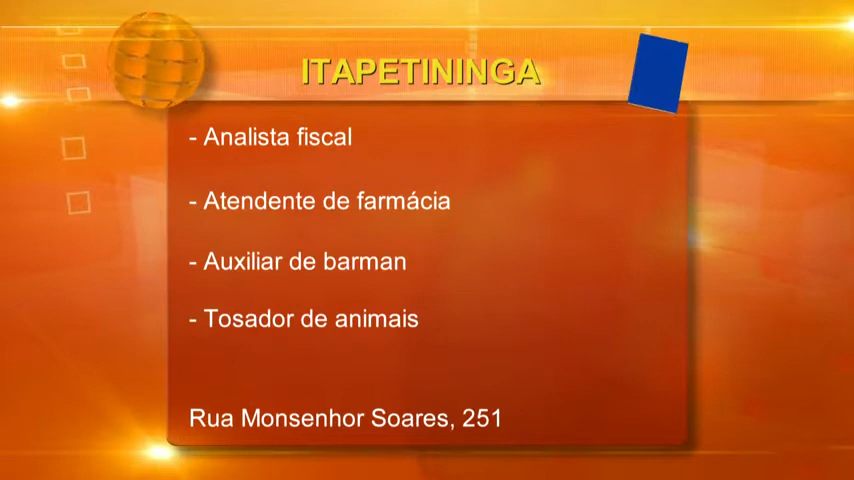 ITAPETININGA
- Analista fiscal
- Atendente de farmácia
- Auxiliar de barman
- Tosador de animais
Rua Monsenhor Soares, 251